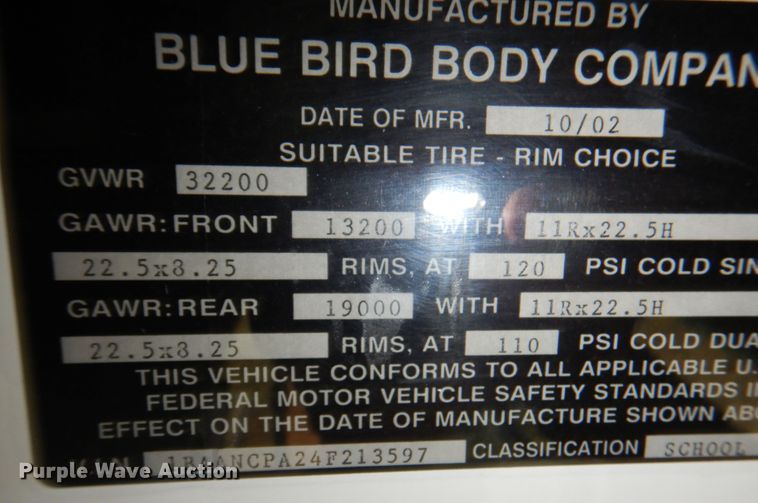 MANUFACTURED BY
BLUE BIRD BODY COMPAN
DATE OF MFR. 10/02
SUITABLE TIRE - RIM CHOICE
GVWR 32200
GAWR: FRONT 13200 WITH 11Rx22.5H
22.5x8.25 RIMS, AT 120 PSI COLD SIN
GAWR: REAR 19000 WITH 11Rx22.5H
22.5x8.25 RIMS, AT 110 PSI COLD DUA
THIS VEHICLE CONFORMS TO ALL APPLICABLE U.
FEDERAL MOTOR VEHICLE SAFETY STANDARDS I
EFFECT ON THE DATE OF MANUFACTURE SHOWN ABO
CLASSIFICATION SCHOOL
Purple Wave Auction